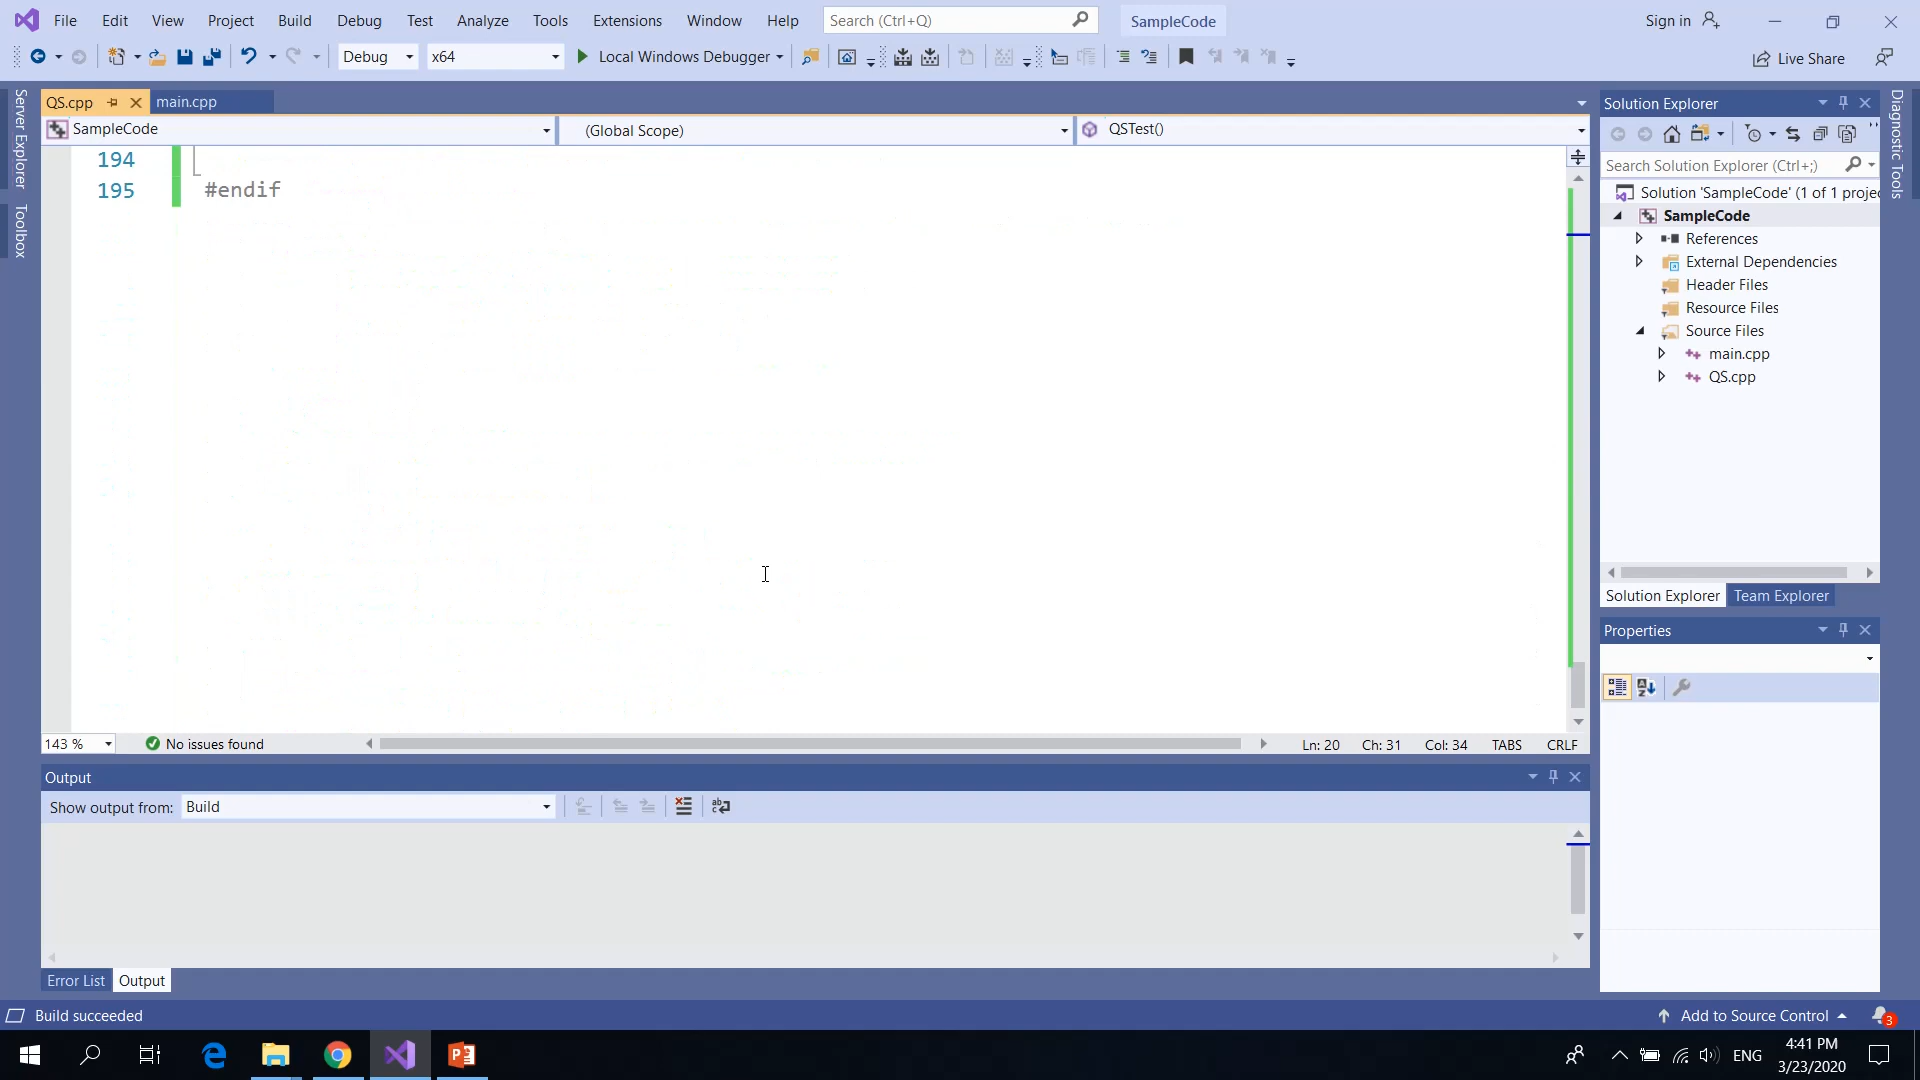 File Edit View Project Build Debug Test Analyze Tools Extensions Window Help Search (Ctrl+Q) SampleCode Sign in
Debug x64 Local Windows Debugger Live Share
Server Explorer
Toolbox
QS.cpp main.cpp
SampleCode (Global Scope) QSTest()
194
195 #endif
143 % No issues found Ln: 20 Ch: 31 Col: 34 TABS CRLF
Output
Show output from: Build
Error List Output
Solution Explorer
Search Solution Explorer (Ctrl+;)
Solution 'SampleCode' (1 of 1 proje
SampleCode
References
External Dependencies
Header Files
Resource Files
Source Files
main.cpp
QS.cpp
Solution Explorer Team Explorer
Properties
Diagnostic Tools
Build succeeded Add to Source Control 3
ENG 4:41 PM
3/23/2020